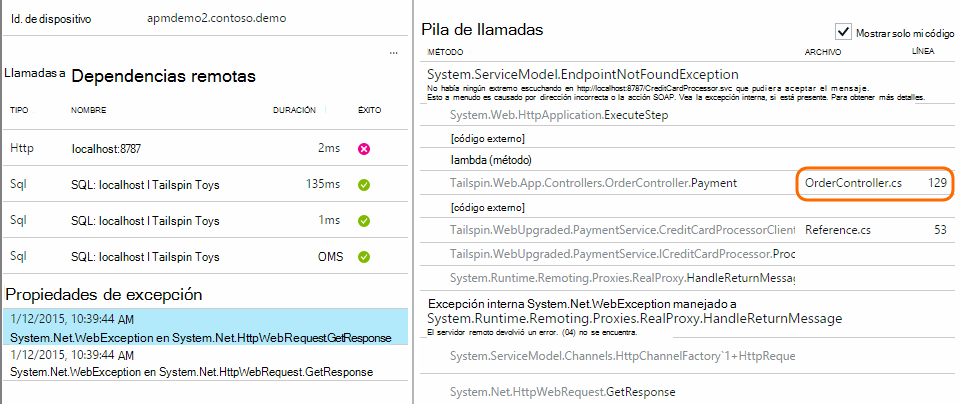 Id. de dispositivo apmdemo2.contoso.demo
...
Llamadas a Dependencias remotas
TIPO NOMBRE DURACIÓN ÉXITO
Http localhost:8787 2ms
Sql SQL: localhost | Tailspin Toys 135ms
Sql SQL: localhost | Tailspin Toys 1ms
Sql SQL: localhost | Tailspin Toys OMS
Propiedades de excepción
1/12/2015, 10:39:44 AM
System.Net.WebException en System.Net.HttpWebRequest.GetResponse
1/12/2015, 10:39:44 AM
System.Net.WebException en System.Net.HttpWebRequest.GetResponse
Pila de llamadas
Mostrar solo mi código
MÉTODO ARCHIVO LÍNEA
System.ServiceModel.EndpointNotFoundException
No había ningún extremo escuchando en http://localhost:8787/CreditCardProcessor.svc que pudiera aceptar el mensaje.
Esto a menudo es causado por dirección incorrecta o la acción SOAP. Vea la excepción interna, si está presente. Para obtener más detalles.
System.Web.HttpApplication.ExecuteStep
[código externo]
lambda (método)
Tailspin.Web.App.Controllers.OrderController.Payment OrderController.cs 129
[código externo]
Tailspin.WebUpgraded.PaymentService.CreditCardProcessorClient Reference.cs 53
Tailspin.WebUpgraded.PaymentService.ICreditCardProcessor.Proc
System.Runtime.Remoting.Proxies.RealProxy.HandleReturnMessag
Excepción interna System.Net.WebException manejado a
System.Runtime.Remoting.Proxies.RealProxy.HandleReturnMessage
El servidor remoto devolvió un error. (04) no se encuentra.
System.ServiceModel.Channels.HttpChannelFactory`1+HttpReque
System.Net.HttpWebRequest.GetResponse